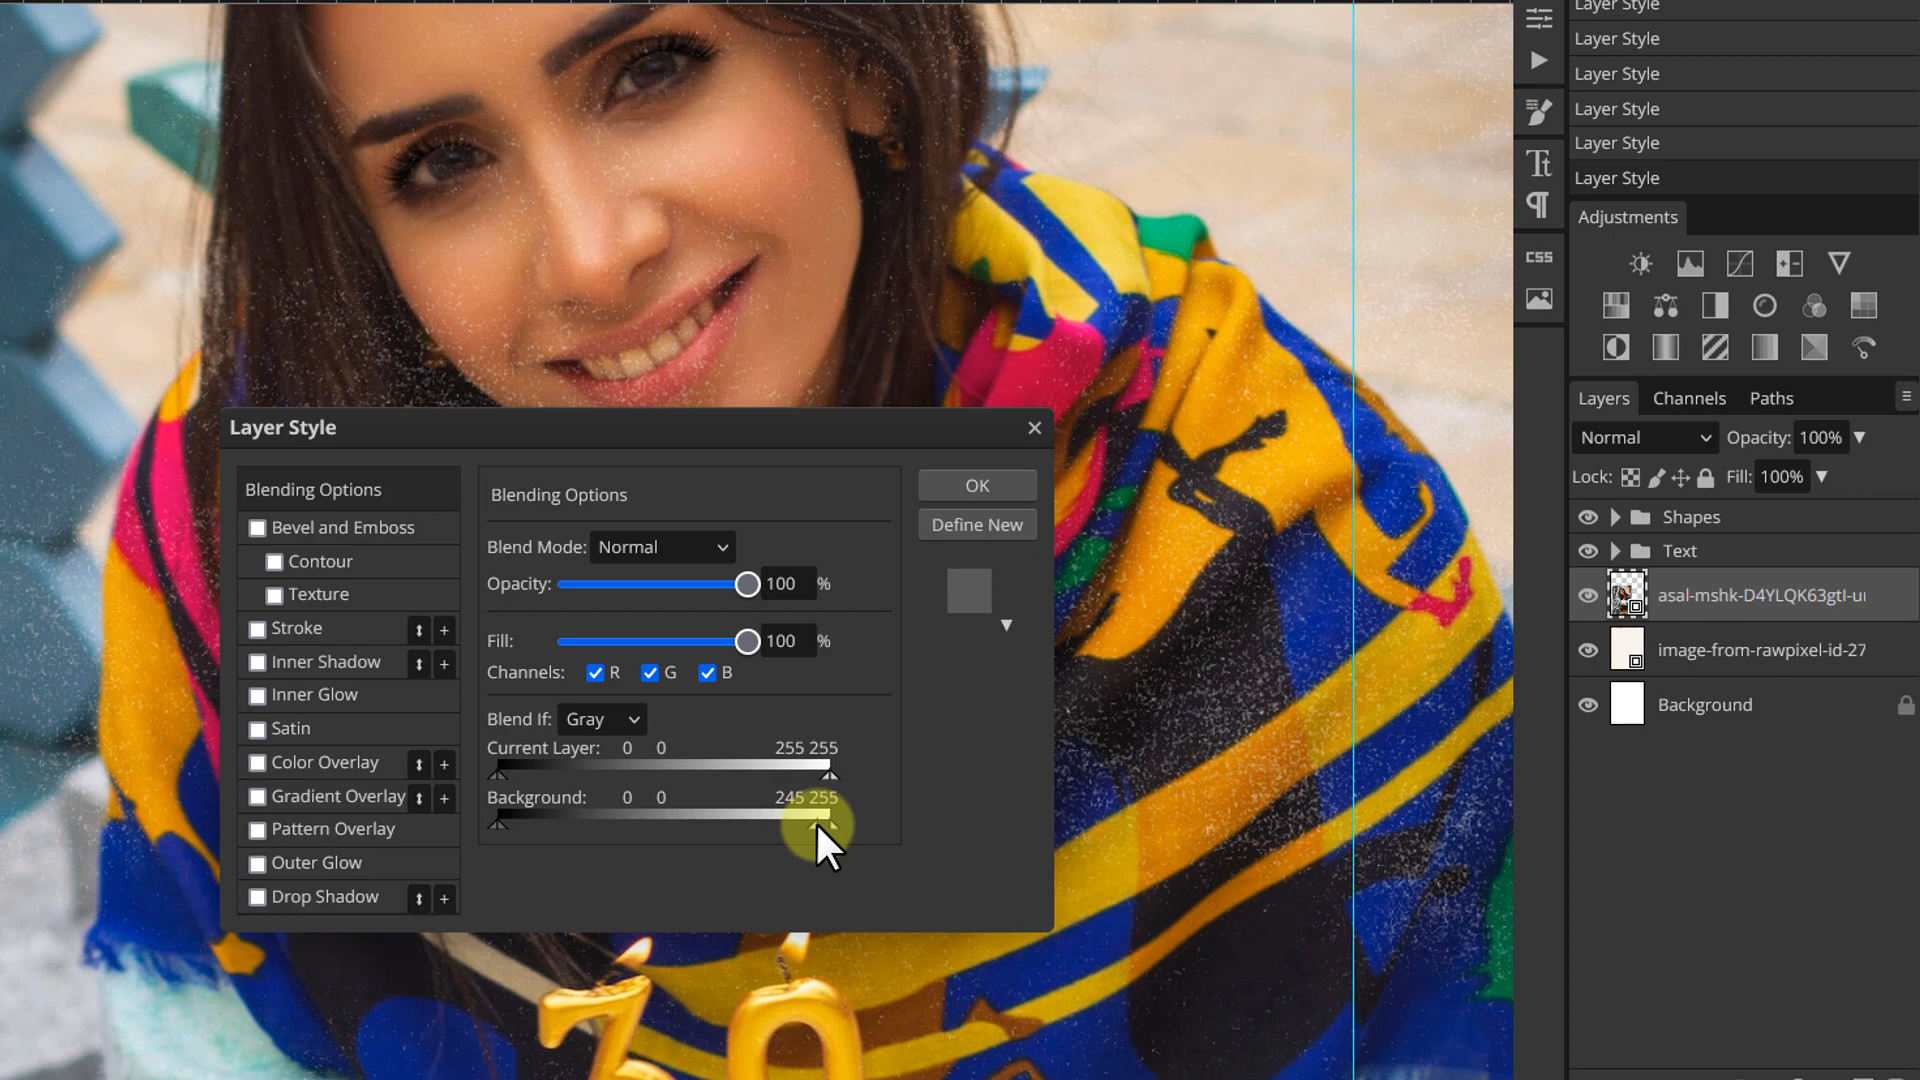 Layer Style
Layer Style
Layer Style
Layer Style
Layer Style
Layer Style
Tt
¶
CSS
Adjustments
Layers Channels Paths
Normal Opacity: 100%
Lock: Fill: 100%
Shapes
Text
asal-mshk-D4YLQK63gtI-u
image-from-rawpixel-id-27
Background
Layer Style
Blending Options
Bevel and Emboss
Contour
Texture
Stroke
Inner Shadow
Inner Glow
Satin
Color Overlay
Gradient Overlay
Pattern Overlay
Outer Glow
Drop Shadow
Blending Options
Blend Mode: Normal
Opacity: 100 %
Fill: 100 %
Channels: R G B
Blend If: Gray
Current Layer: 0 0 255 255
Background: 0 0 245 255
OK
Define New
30